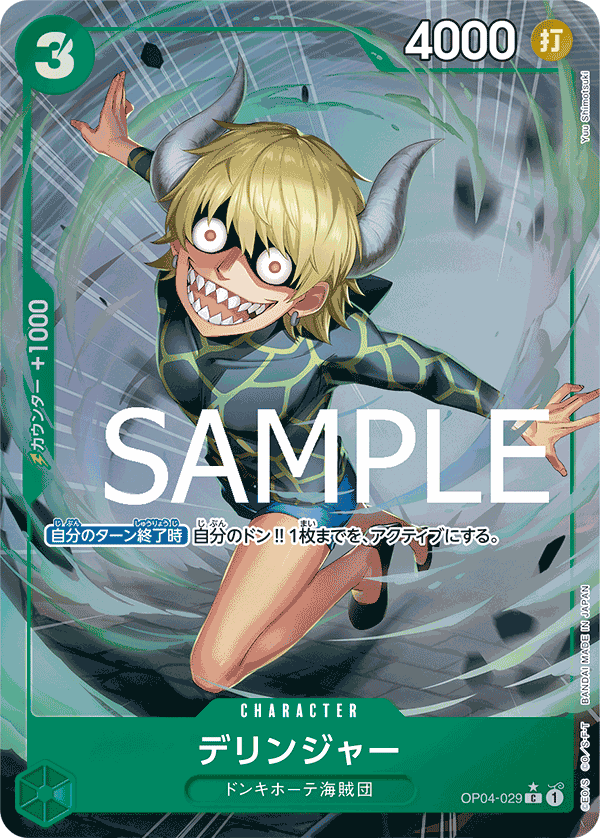 3
4000
打
Yuu Shimotsuki
カウンター +1000
SAMPLE
自分のターン終了時 自分のドン!!1枚までを、アクティブにする。
CHARACTER
デリンジャー
ドンキホーテ海賊団
OP04-029 C 1
©EO/S ©O/S・F・T BANDAI MADE IN JAPAN